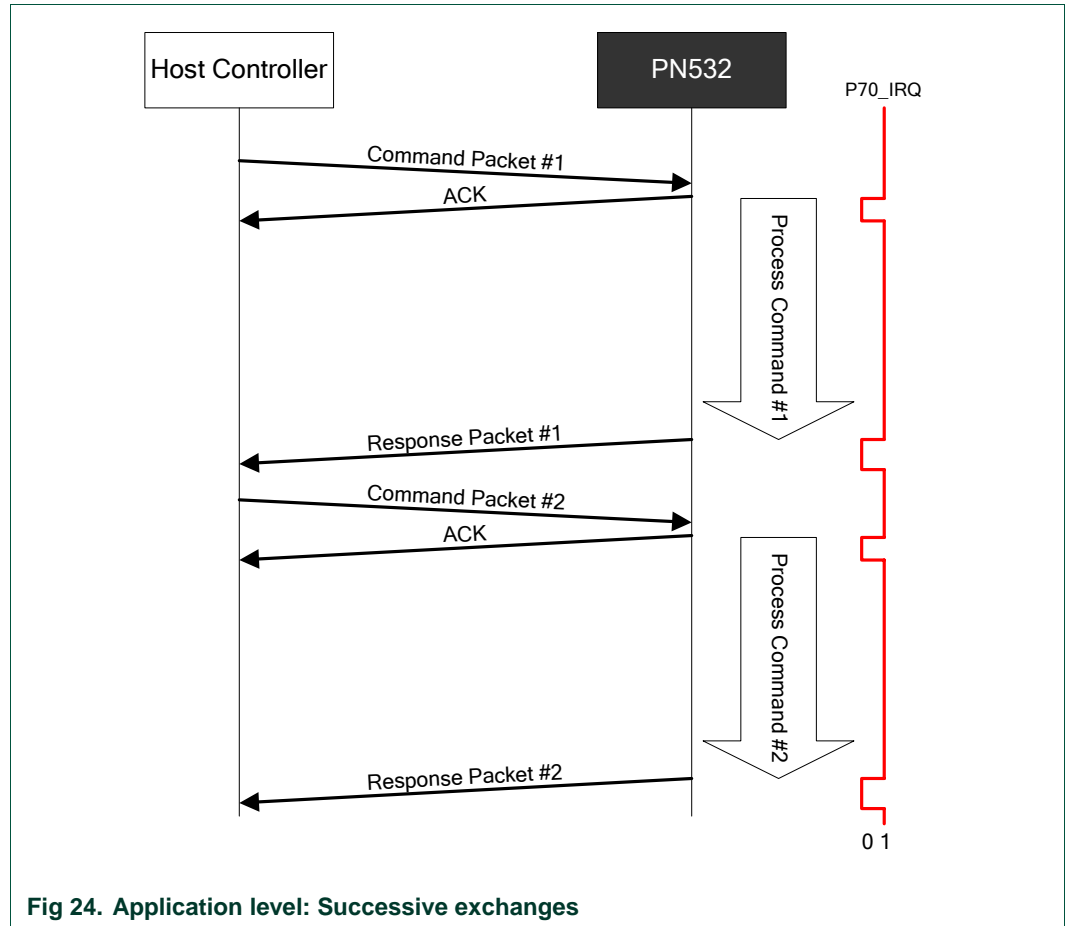 Host Controller
PN532
P70_IRQ
Command Packet #1
ACK
Process Command #1
Response Packet #1
Command Packet #2
ACK
Process Command #2
Response Packet #2
0 1
Fig 24. Application level: Successive exchanges